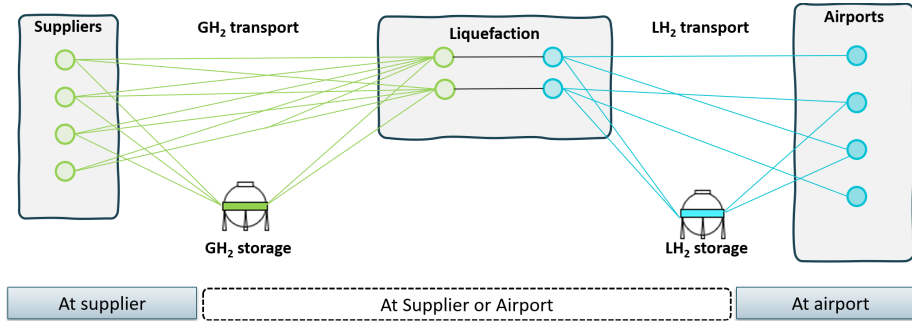 Suppliers
GH₂ transport
Liquefaction
LH₂ transport
Airports
GH₂ storage
LH₂ storage
At supplier
At Supplier or Airport
At airport